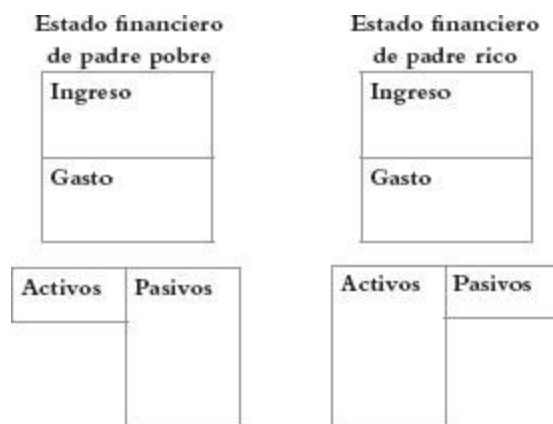 Estado financiero
de padre pobre
Ingreso
Gasto
Activos Pasivos
Estado financiero
de padre rico
Ingreso
Gasto
Activos Pasivos